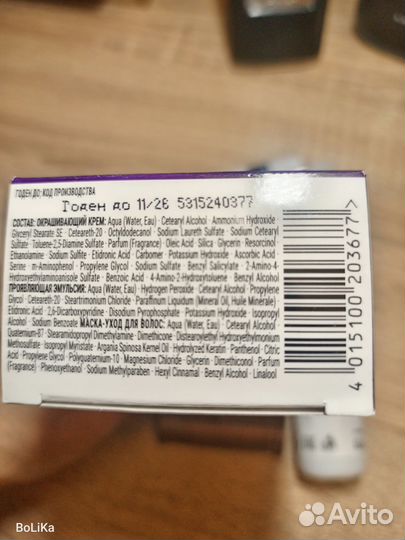 ГОДЕН ДО: КОД ПРОИЗВОДСТВА
Годен до 11/26 5315240377
СОСТАВ: ОКРАШИВАЮЩИЙ КРЕМ: Aqua (Water, Eau) · Cetearyl Alcohol · Ammonium Hydroxide
Glyceryl Stearate SE · Ceteareth-20 · Octyldodecanol · Sodium Laureth Sulfate · Sodium Cetearyl
Sulfate · Toluene-2,5-Diamine Sulfate · Parfum (Fragrance) · Oleic Acid · Silica · Glycerin · Resorcinol ·
Ethanolamine · Sodium Sulfite · Etidronic Acid · Carbomer · Potassium Hydroxide · Ascorbic Acid ·
Serine · m-Aminophenol · Propylene Glycol · Sodium Sulfate · Benzyl Salicylate · 2-Amino-4-
Hydroxyethylaminoanisole Sulfate · Benzoic Acid · 4-Amino-2-Hydroxytoluene · Benzyl Alcohol
ПРОЯВЛЯЮЩАЯ ЭМУЛЬСИЯ: Aqua (Water, Eau) · Hydrogen Peroxide · Cetearyl Alcohol · Propylene
Glycol · Ceteareth-20 · Steartrimonium Chloride · Paraffinum Liquidum (Mineral Oil, Huile Minerale) ·
Etidronic Acid · 2,6-Dicarboxypyridine · Disodium Pyrophosphate · Potassium Hydroxide · Isopropyl
Alcohol · Sodium Benzoate · МАСКА-УХОД ДЛЯ ВОЛОС: Aqua (Water, Eau) · Cetearyl Alcohol ·
Quaternium-87 · Stearamidopropyl Dimethylamine · Dimethicone · Distearoylethyl Hydroxyethylmonium
Methosulfate · Isopropyl Myristate · Argania Spinosa Kernel Oil · Hydrolyzed Keratin · Panthenol · Citric
Acid · Propylene Glycol · Polyquaternium-10 · Magnesium Chloride · Glycerin · Dimethiconol · Parfum
(Fragrance) · Phenoxyethanol · Sodium Methylparaben · Hexyl Cinnamal · Benzyl Alcohol · Linalool
4 015100 203677
BoLiKa
Avito